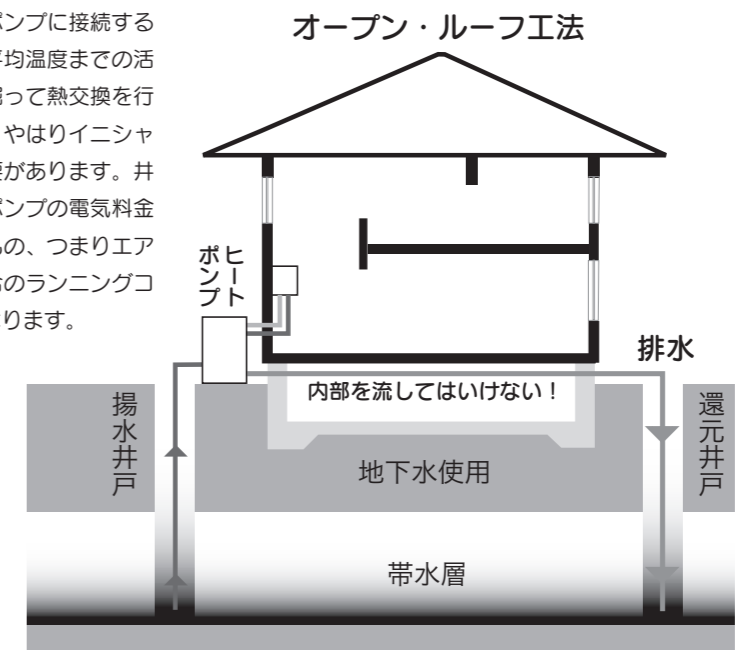 ポンプに接続する
平均温度までの活
掘って熱交換を行
やはりイニシャ
要があります。井
ポンプの電気料金
もの、つまりエア
合のランニングコ
ります。
オープン・ルーフ工法
ヒートポンプ
排水
内部を流してはいけない！
揚水井戸
還元井戸
地下水使用
帯水層